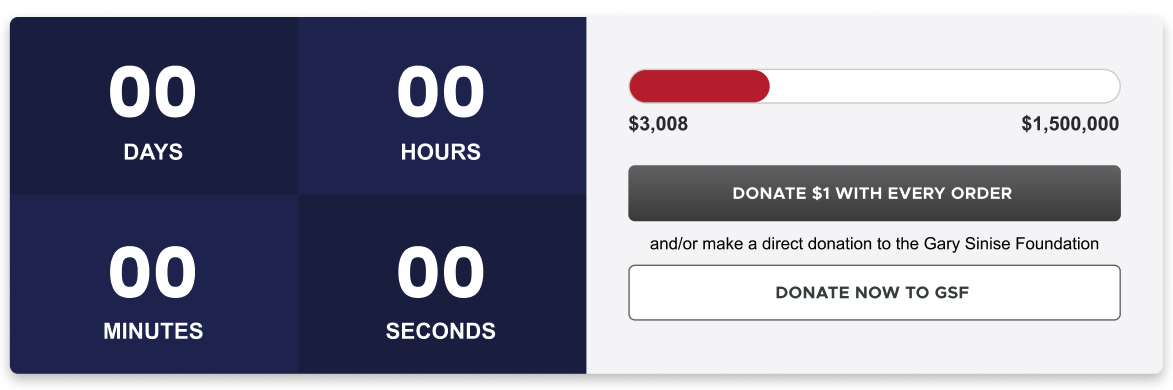 00
DAYS
00
HOURS
00
MINUTES
00
SECONDS
$3,008
$1,500,000
DONATE $1 WITH EVERY ORDER
and/or make a direct donation to the Gary Sinise Foundation
DONATE NOW TO GSF